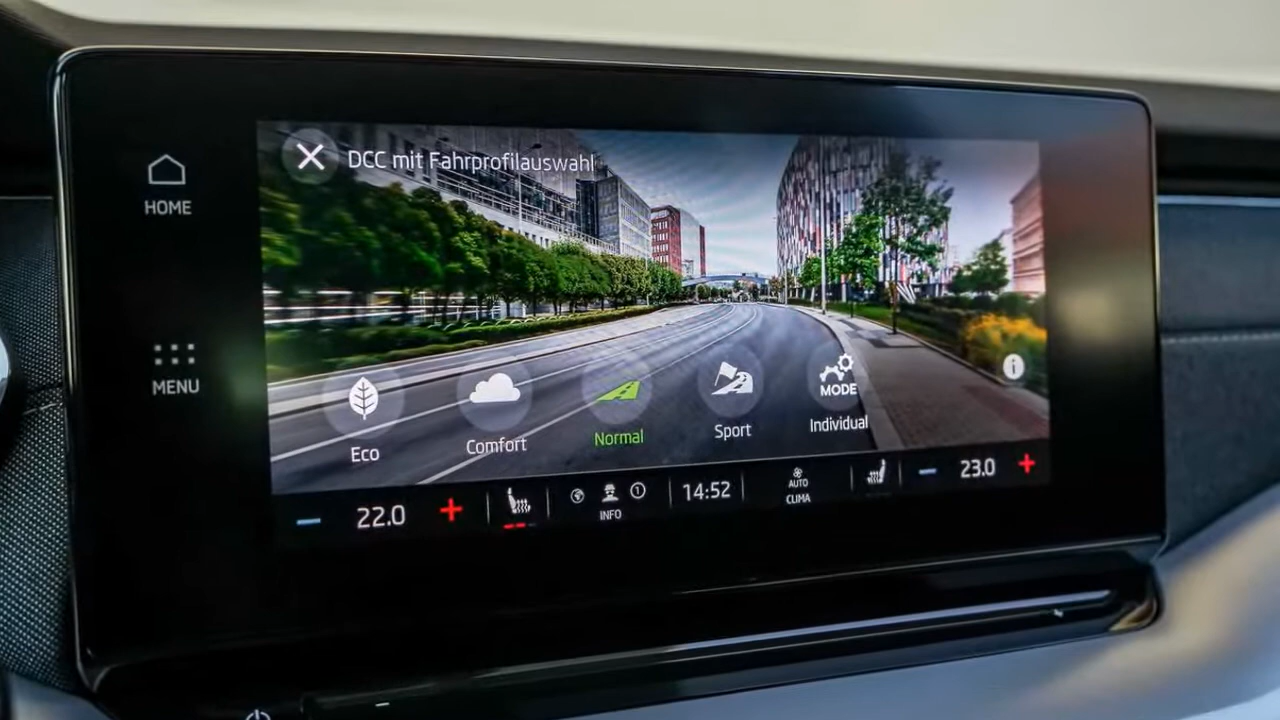 HOME
MENU
DCC mit Fahrprofilauswahl
Eco
Comfort
Normal
Sport
MODE
Individual
i
22.0
1
INFO
14:52
AUTO
CLIMA
23.0